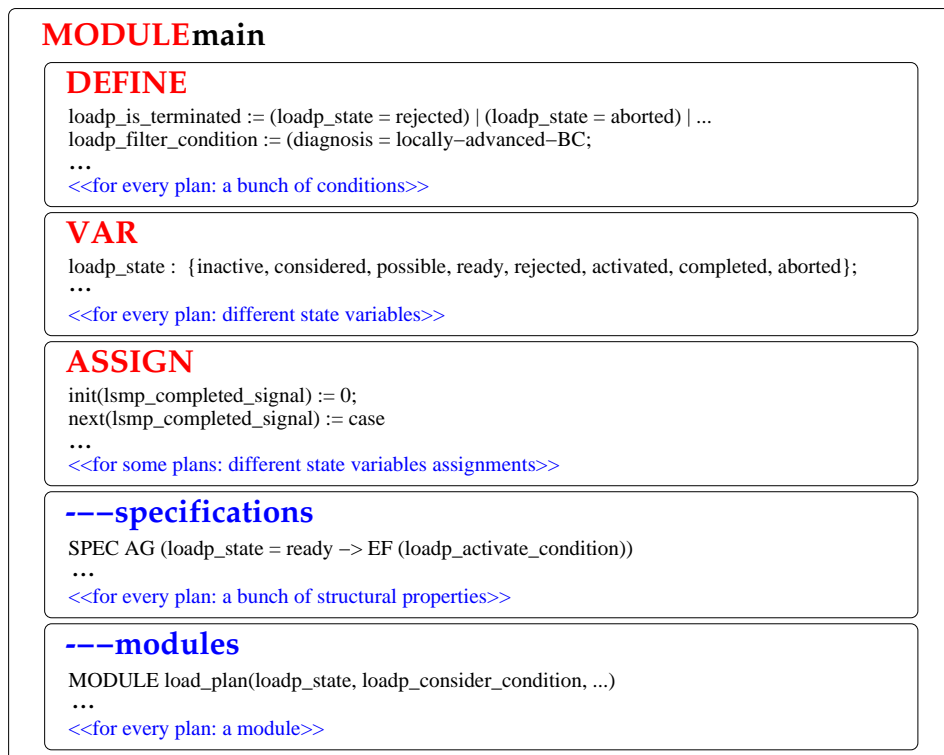 MODULE main
DEFINE
loadp_is_terminated := (loadp_state = rejected) | (loadp_state = aborted) | ...
loadp_filter_condition := (diagnosis = locally−advanced−BC;
...
<<for every plan: a bunch of conditions>>
VAR
loadp_state : {inactive, considered, possible, ready, rejected, activated, completed, aborted};
...
<<for every plan: different state variables>>
ASSIGN
init(lsmp_completed_signal) := 0;
next(lsmp_completed_signal) := case
...
<<for some plans: different state variables assignments>>
-−−specifications
SPEC AG (loadp_state = ready −> EF (loadp_activate_condition))
...
<<for every plan: a bunch of structural properties>>
-−−modules
MODULE load_plan(loadp_state, loadp_consider_condition, ...)
...
<<for every plan: a module>>